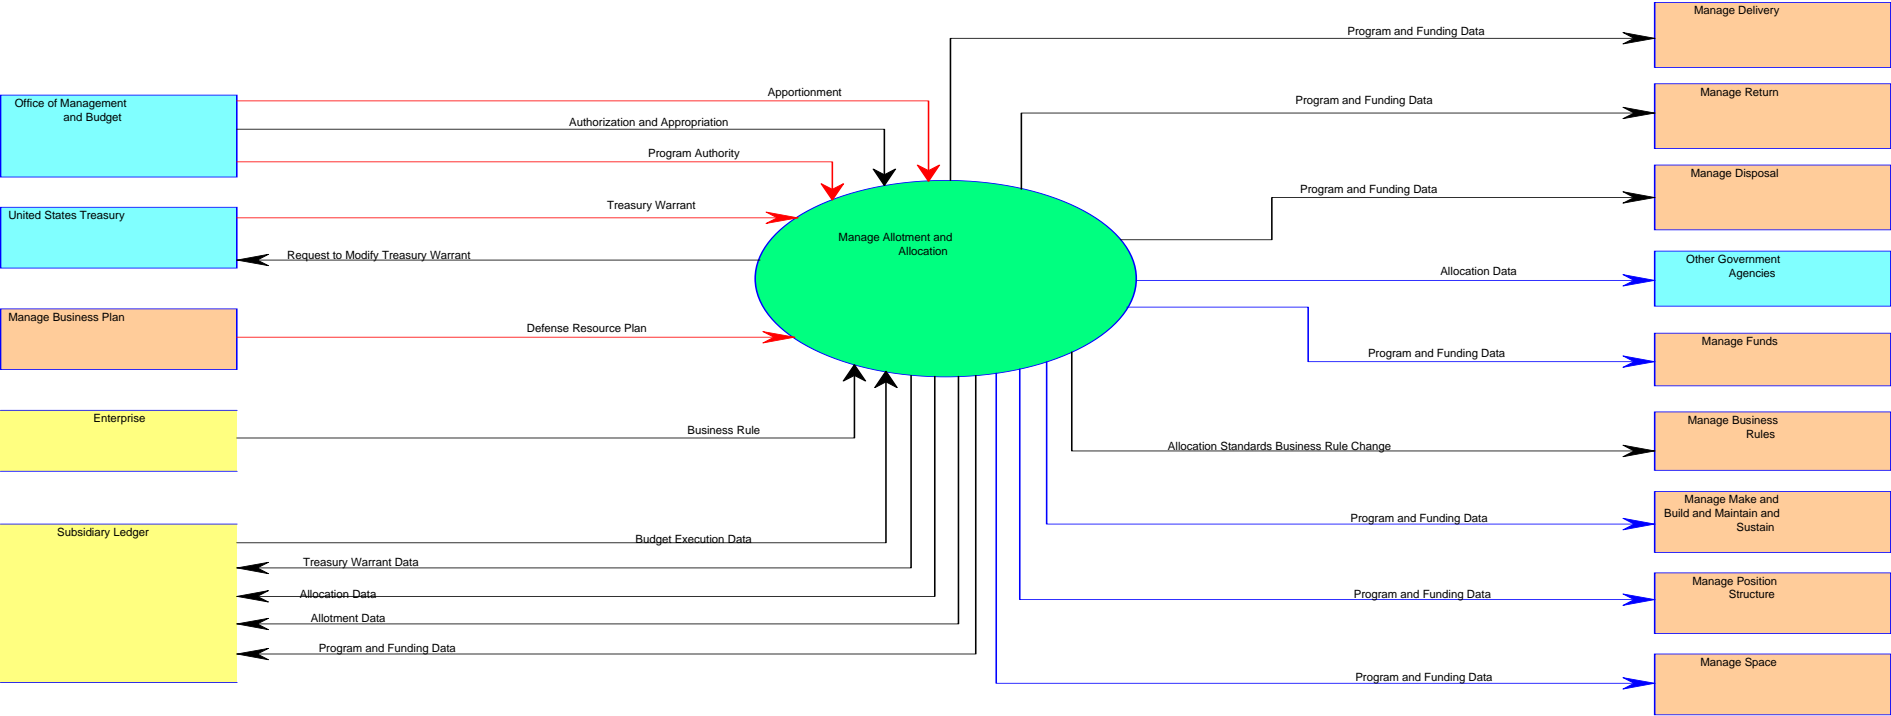 Manage Delivery
Program and Funding Data
Manage Return
Program and Funding Data
Apportionment
Office of Management
and Budget
Authorization and Appropriation
Program Authority
Manage Disposal
Program and Funding Data
United States Treasury
Treasury Warrant
Request to Modify Treasury Warrant
Manage Allotment and
Allocation
Other Government
Agencies
Allocation Data
Manage Business Plan
Defense Resource Plan
Manage Funds
Program and Funding Data
Enterprise
Business Rule
Manage Business
Rules
Allocation Standards Business Rule Change
Manage Make and
Build and Maintain and
Sustain
Program and Funding Data
Subsidiary Ledger
Budget Execution Data
Treasury Warrant Data
Allocation Data
Allotment Data
Program and Funding Data
Manage Position
Structure
Program and Funding Data
Manage Space
Program and Funding Data